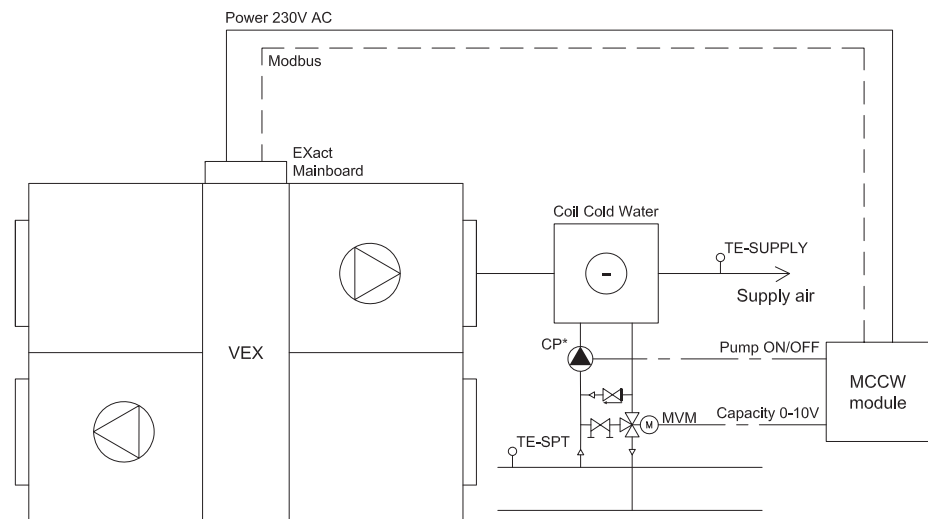 Power 230V AC
Modbus
EXact
Mainboard
Coil Cold Water
TE-SUPPLY
-
Supply air
VEX
CP*
Pump ON/OFF
MCCW
module
MVM
M
Capacity 0-10V
TE-SPT